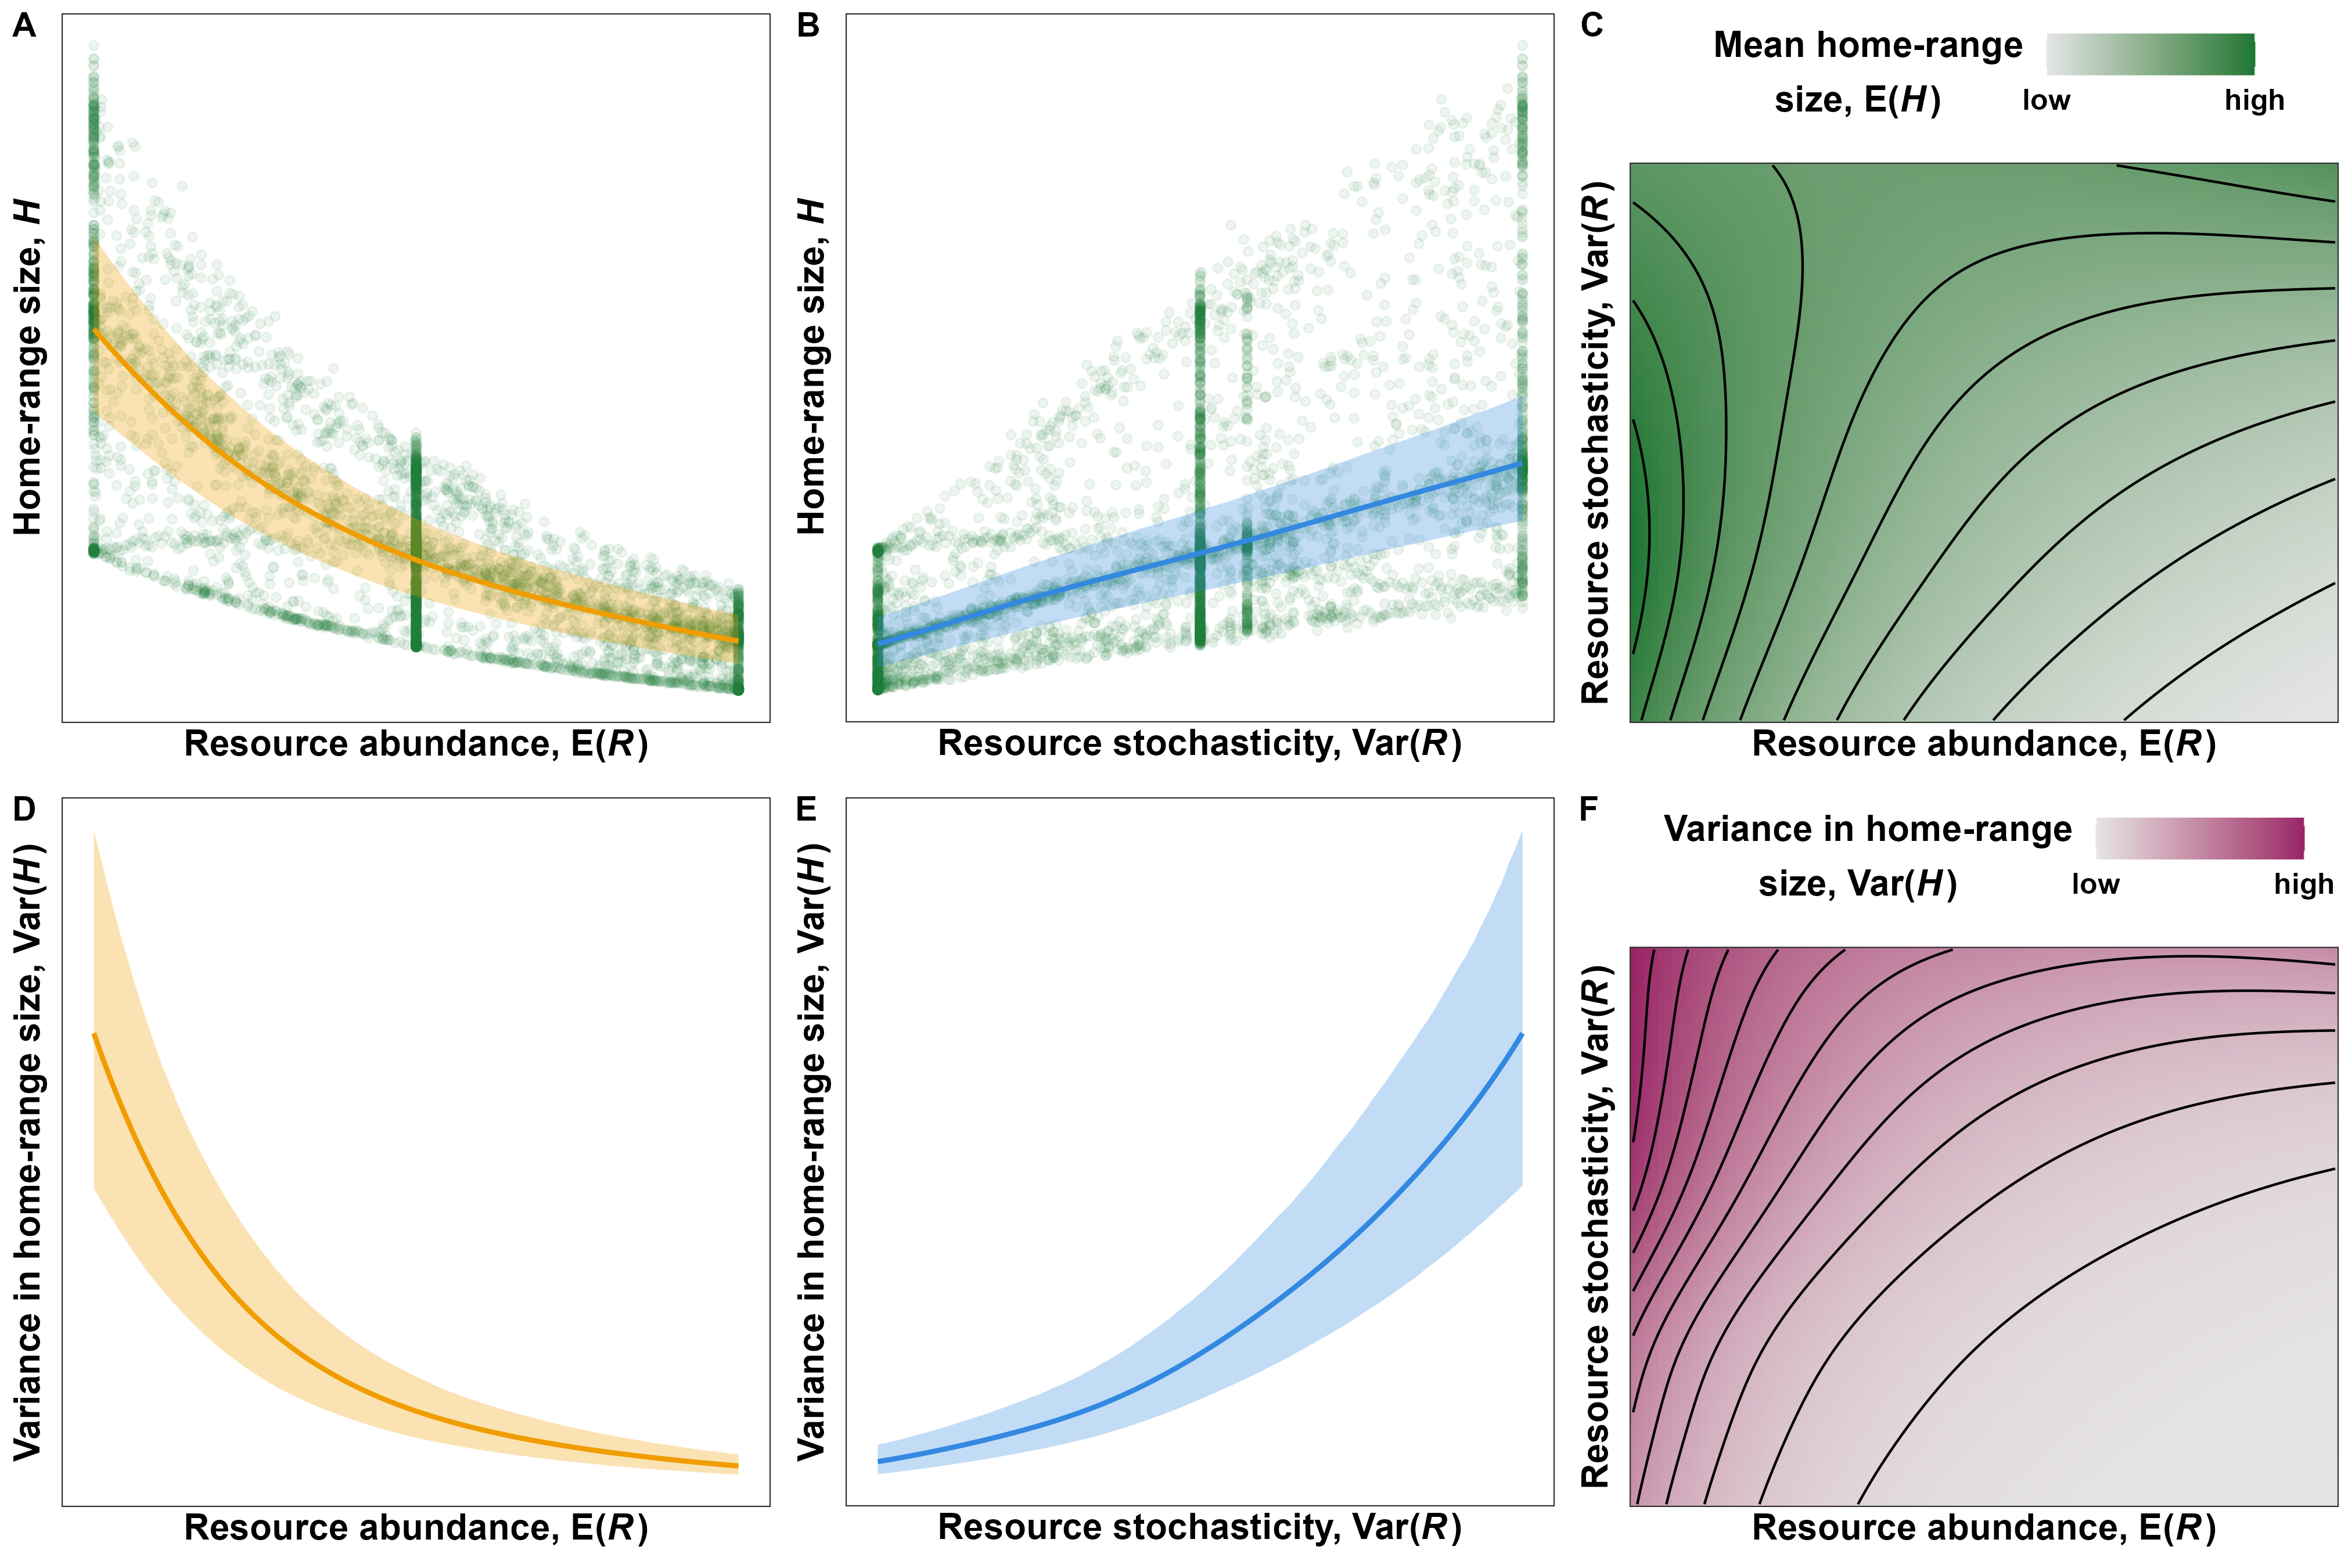 A
Home-range size, H
Resource abundance, E(R)
B
Home-range size, H
Resource stochasticity, Var(R)
C
Mean home-range
size, E(H)
low
high
Resource stochasticity, Var(R)
Resource abundance, E(R)
D
Variance in home-range size, Var(H)
Resource abundance, E(R)
E
Variance in home-range size, Var(H)
Resource stochasticity, Var(R)
F
Variance in home-range
size, Var(H)
low
high
Resource stochasticity, Var(R)
Resource abundance, E(R)